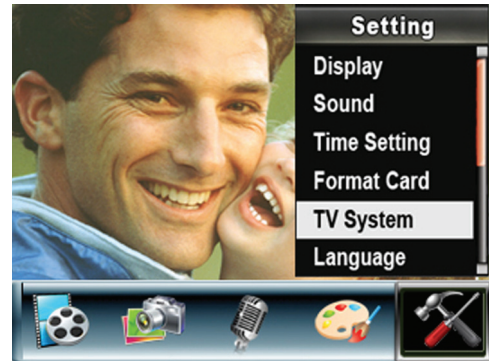 Setting
Display
Sound
Time Setting
Format Card
TV System
Language